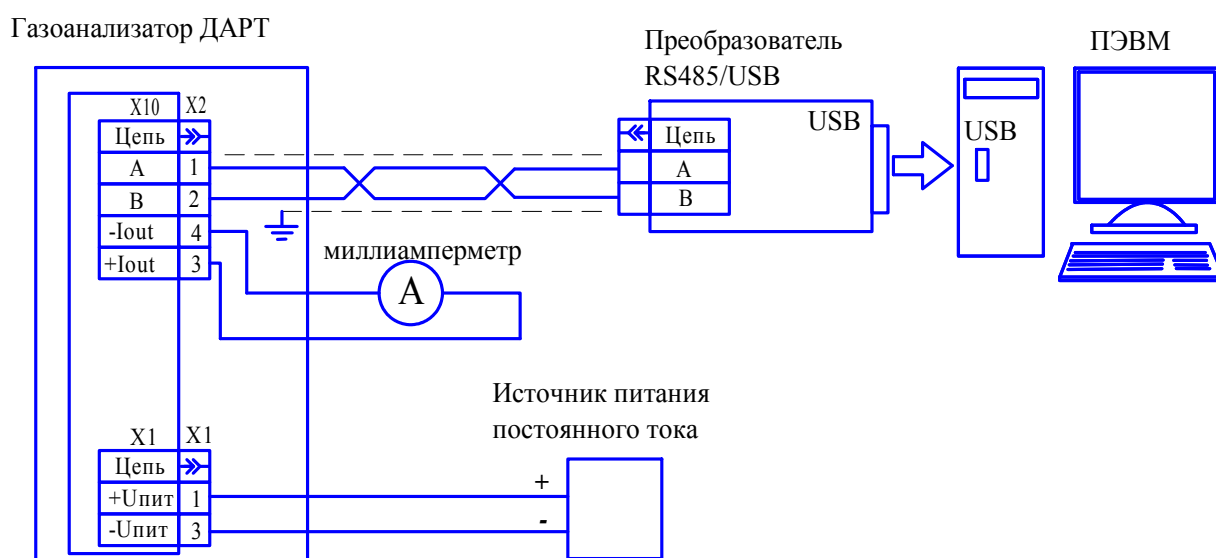 Газоанализатор ДАРТ
Преобразователь
RS485/USB
ПЭВМ
X10 X2
Цепь
A 1
B 2
-Iout 4
+Iout 3
Цепь
A
B
USB
USB
миллиамперметр
A
Источник питания
постоянного тока
X1 X1
Цепь
+Uпит 1
-Uпит 3
+
-